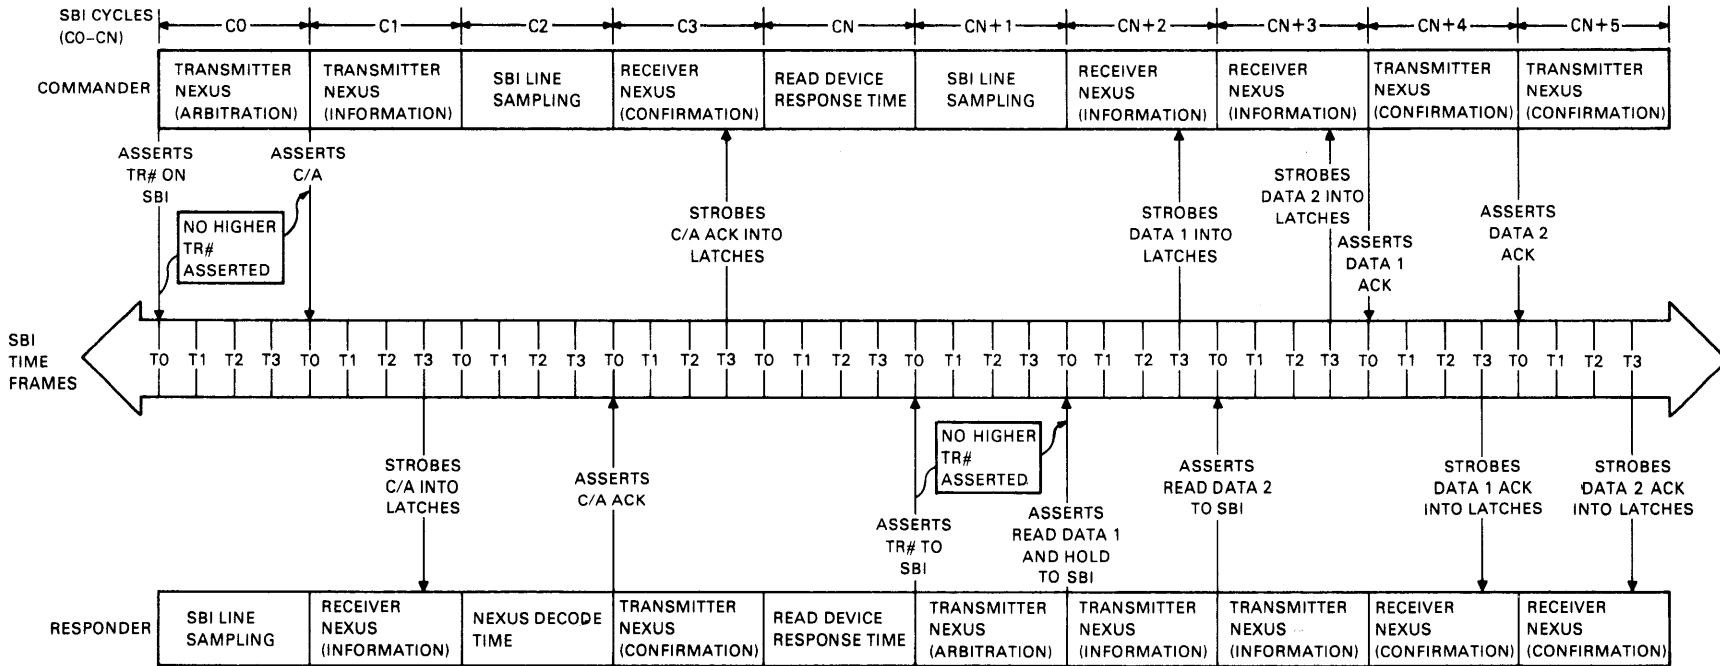 SBI CYCLES
(C0-CN)
C0 C1 C2 C3 CN CN+1 CN+2 CN+3 CN+4 CN+5
COMMANDER
TRANSMITTER
NEXUS
(ARBITRATION)
TRANSMITTER
NEXUS
(INFORMATION)
SBI LINE
SAMPLING
RECEIVER
NEXUS
(CONFIRMATION)
READ DEVICE
RESPONSE TIME
SBI LINE
SAMPLING
RECEIVER
NEXUS
(INFORMATION)
RECEIVER
NEXUS
(INFORMATION)
TRANSMITTER
NEXUS
(CONFIRMATION)
TRANSMITTER
NEXUS
(CONFIRMATION)
ASSERTS
TR# ON
SBI
NO HIGHER
TR#
ASSERTED
ASSERTS
C/A
STROBES
C/A ACK INTO
LATCHES
STROBES
DATA 1 INTO
LATCHES
STROBES
DATA 2 INTO
LATCHES
ASSERTS
DATA 1
ACK
ASSERTS
DATA 2
ACK
SBI
TIME
FRAMES
T0 T1 T2 T3 T0 T1 T2 T3 T0 T1 T2 T3 T0 T1 T2 T3 T0 T1 T2 T3 T0 T1 T2 T3 T0 T1 T2 T3 T0 T1 T2 T3 T0 T1 T2 T3 T0 T1 T2 T3
STROBES
C/A INTO
LATCHES
ASSERTS
C/A ACK
ASSERTS
TR# TO
SBI
NO HIGHER
TR#
ASSERTED
ASSERTS
READ DATA 1
AND HOLD
TO SBI
ASSERTS
READ DATA 2
TO SBI
STROBES
DATA 1 ACK
INTO LATCHES
STROBES
DATA 2 ACK
INTO LATCHES
RESPONDER
SBI LINE
SAMPLING
RECEIVER
NEXUS
(INFORMATION)
NEXUS DECODE
TIME
TRANSMITTER
NEXUS
(CONFIRMATION)
READ DEVICE
RESPONSE TIME
TRANSMITTER
NEXUS
(ARBITRATION)
TRANSMITTER
NEXUS
(INFORMATION)
TRANSMITTER
NEXUS
(INFORMATION)
RECEIVER
NEXUS
(CONFIRMATION)
RECEIVER
NEXUS
(CONFIRMATION)